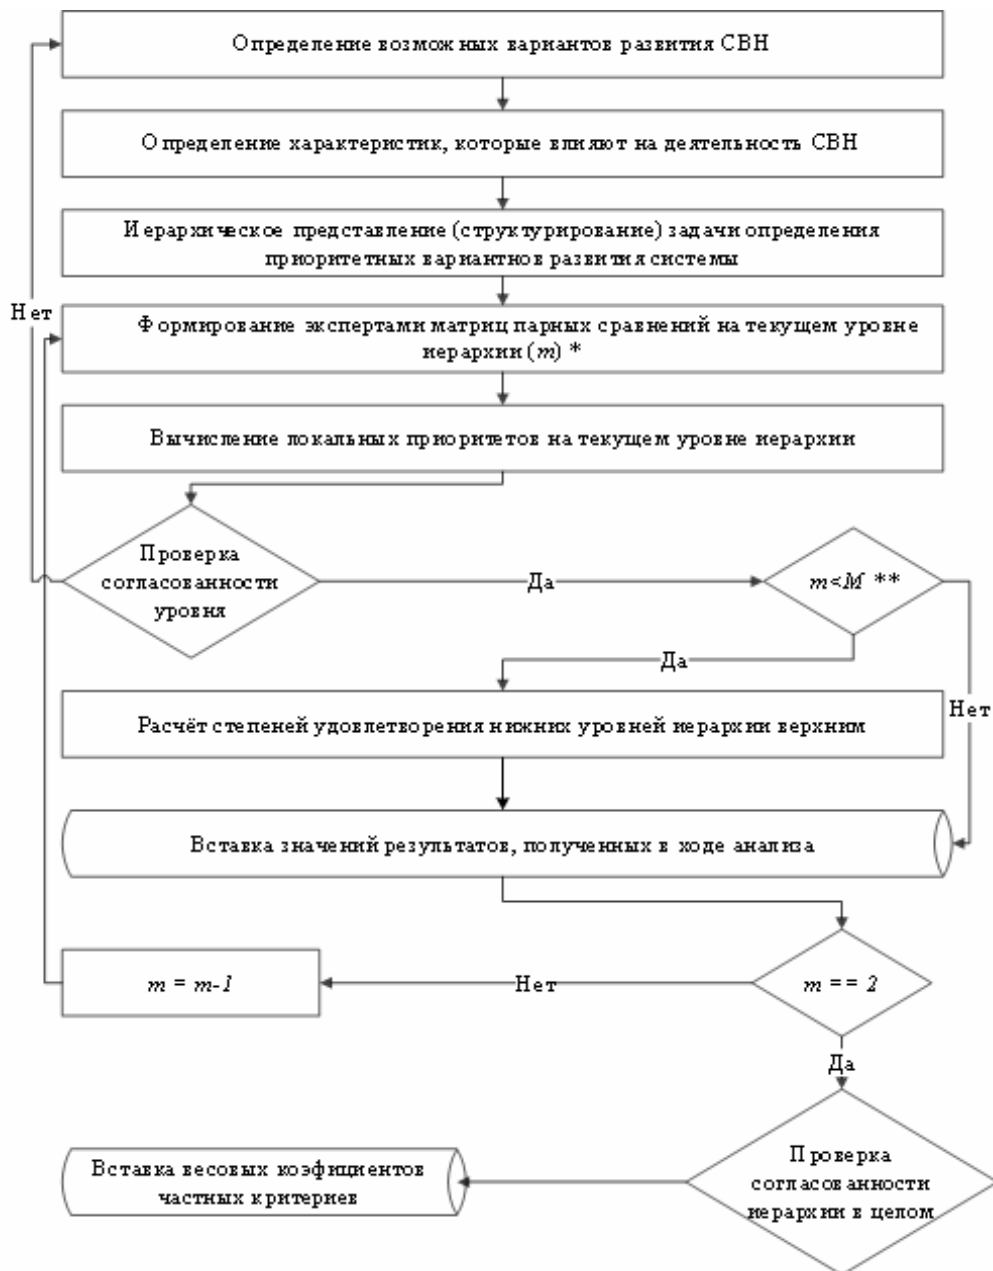 Определение возможных вариантов развития СВН
Определение характеристик, которые влияют на деятельность СВН
Иерархическое представление (структурирование) задачи определения
приоритетных вариантнов развития системы
Нет
Формирование экспертами матриц парных сравнений на текущем уровне
иерархии (m) *
Вычисление локальных приоритетов на текущем уровне иерархии
Проверка
согласованности
уровня
Да
m<M **
Да
Нет
Расчёт степеней удовлетворения нижних уровней иерархии верхним
Вставка значений результатов, полученных в ходе анализа
m = m-1
Нет
m == 2
Да
Вставка весовых коэфициентов
частных критериев
Проверка
согласованности
иерархии в целом